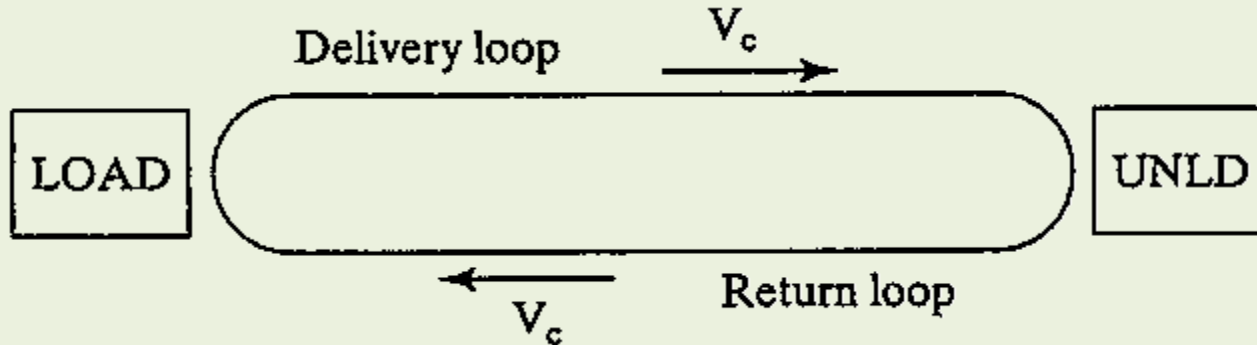 Delivery loop
V_c
LOAD
UNLD
V_c
Return loop